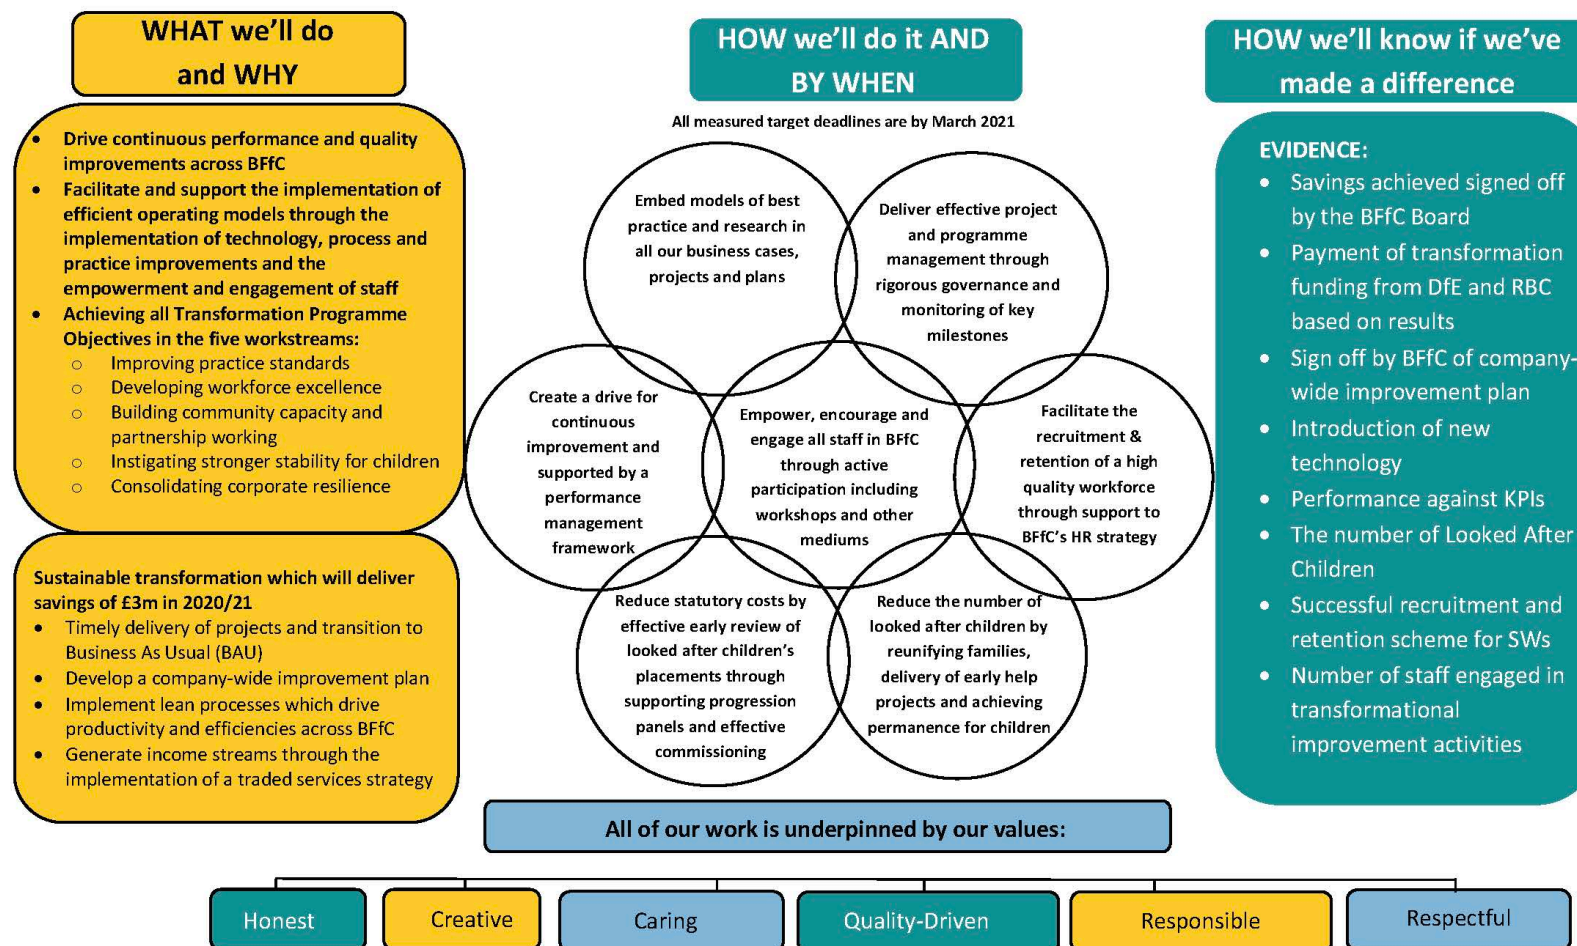 WHAT we'll do
and WHY
• Drive continuous performance and quality
improvements across BFfC
• Facilitate and support the implementation of
efficient operating models through the
implementation of technology, process and
practice improvements and the
empowerment and engagement of staff
• Achieving all Transformation Programme
Objectives in the five workstreams:
o Improving practice standards
o Developing workforce excellence
o Building community capacity and
partnership working
o Instigating stronger stability for children
o Consolidating corporate resilience
Sustainable transformation which will deliver
savings of £3m in 2020/21
• Timely delivery of projects and transition to
Business As Usual (BAU)
• Develop a company-wide improvement plan
• Implement lean processes which drive
productivity and efficiencies across BFfC
• Generate income streams through the
implementation of a traded services strategy
HOW we'll do it AND
BY WHEN
All measured target deadlines are by March 2021
Embed models of best
practice and research in
all our business cases,
projects and plans
Deliver effective project
and programme
management through
rigorous governance and
monitoring of key
milestones
Create a drive for
continuous
improvement and
supported by a
performance
management
framework
Empower, encourage and
engage all staff in BFfC
through active
participation including
workshops and other
mediums
Facilitate the
recruitment &
retention of a high
quality workforce
through support to
BFfC's HR strategy
Reduce statutory costs by
effective early review of
looked after children's
placements through
supporting progression
panels and effective
commissioning
Reduce the number of
looked after children by
reunifying families,
delivery of early help
projects and achieving
permanence for children
HOW we'll know if we've
made a difference
EVIDENCE:
• Savings achieved signed off
by the BFfC Board
• Payment of transformation
funding from DfE and RBC
based on results
• Sign off by BFfC of company-
wide improvement plan
• Introduction of new
technology
• Performance against KPIs
• The number of Looked After
Children
• Successful recruitment and
retention scheme for SWs
• Number of staff engaged in
transformational
improvement activities
All of our work is underpinned by our values:
Honest
Creative
Caring
Quality-Driven
Responsible
Respectful